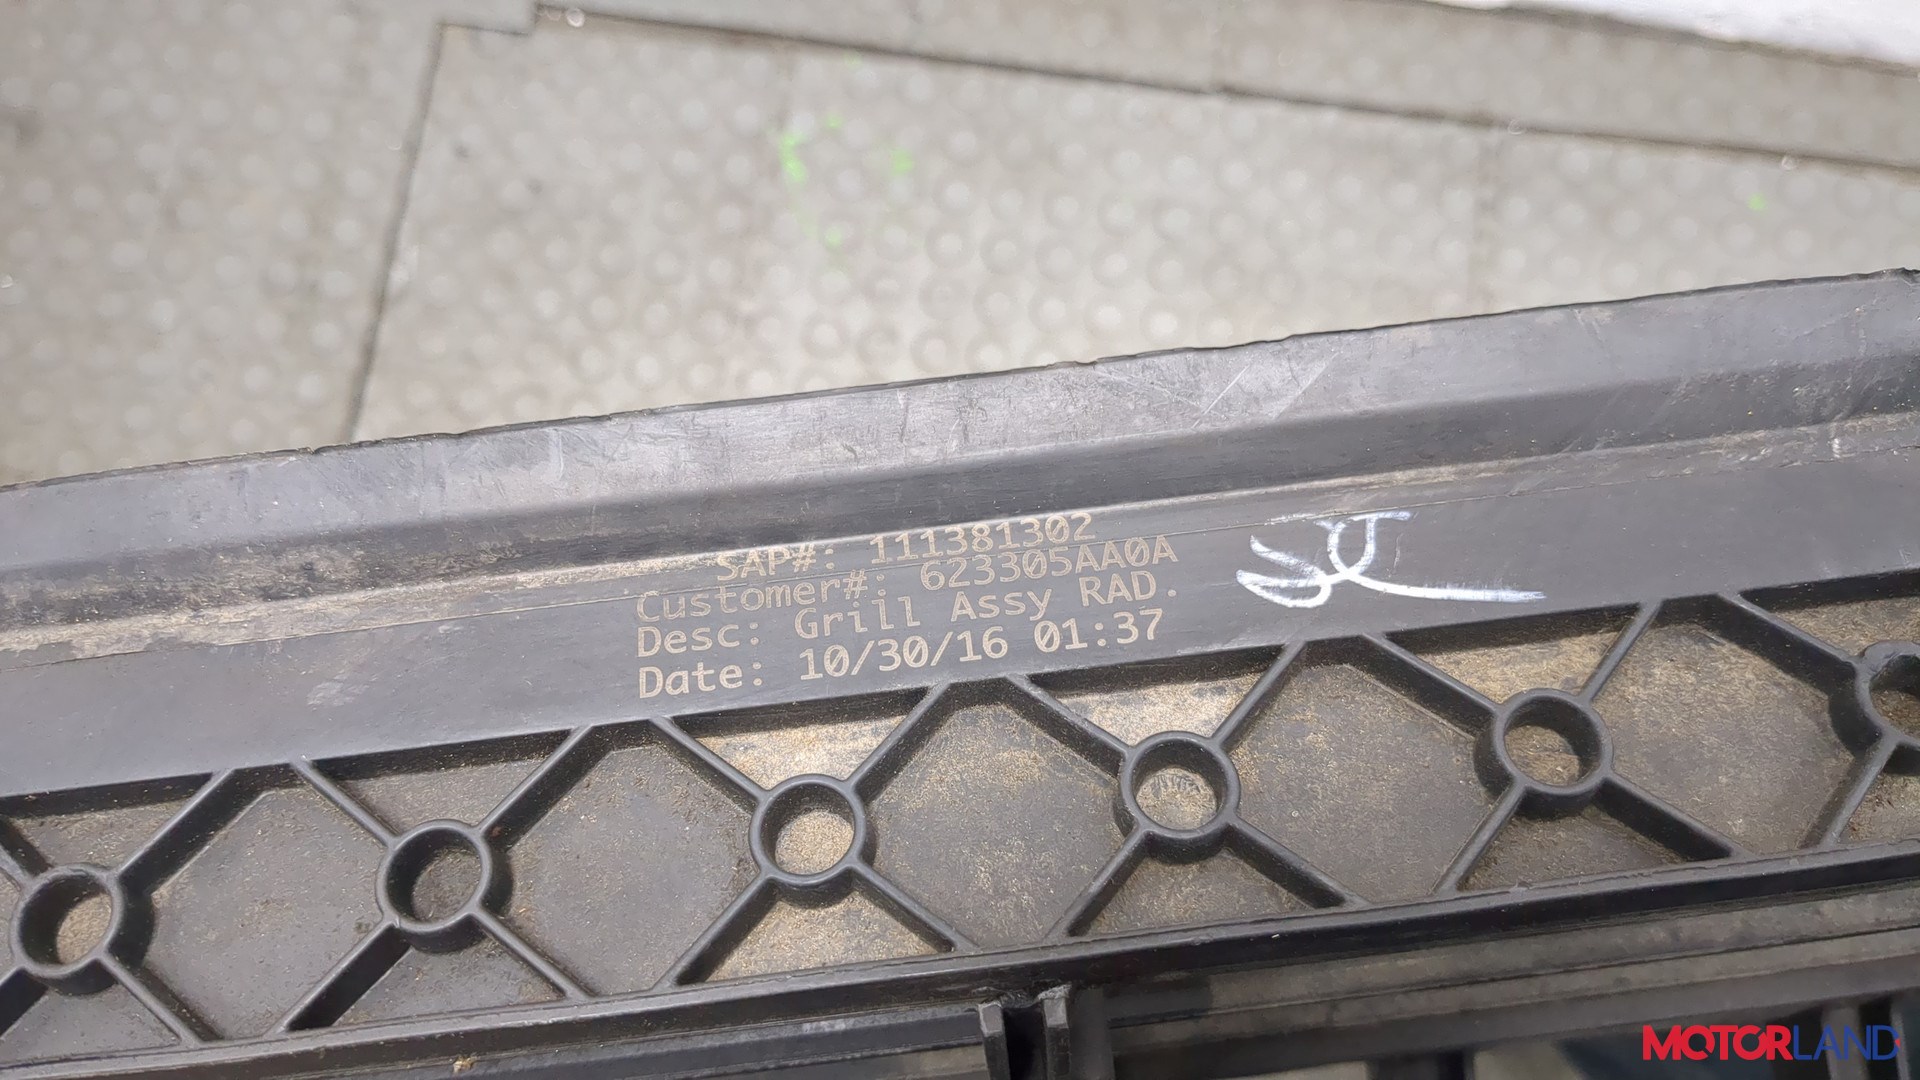 SAP#: 111381302
Customer#: 623305AA0A
Desc: Grill Assy RAD.
Date: 10/30/16 01:37
MOTORLAND